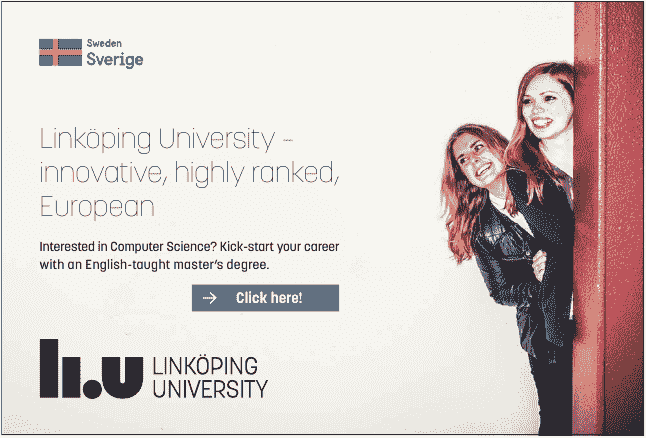 Sweden
Sverige
Linköping University –
innovative, highly ranked,
European
Interested in Computer Science? Kick-start your career
with an English-taught master's degree.
→ Click here!
li.u LINKÖPING
UNIVERSITY